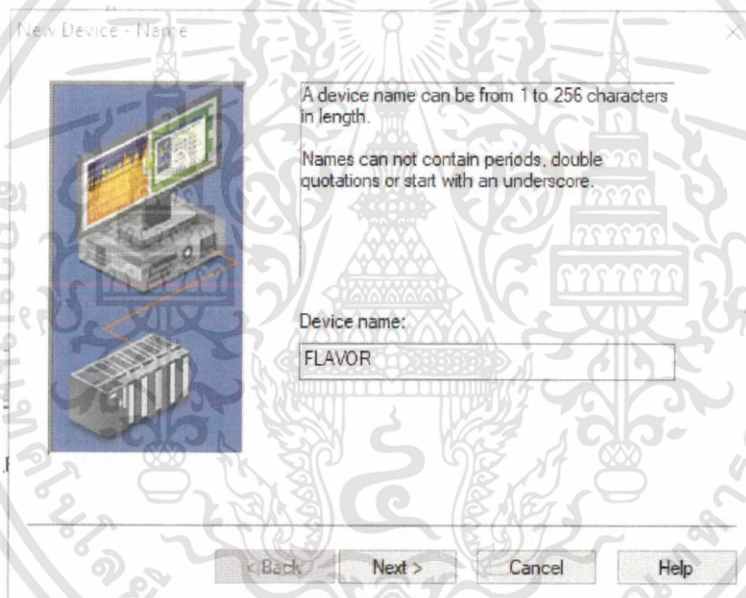 New Device - Name
A device name can be from 1 to 256 characters
in length.
Names can not contain periods, double
quotations or start with an underscore.
Device name:
FLAVOR
< Back
Next >
Cancel
Help